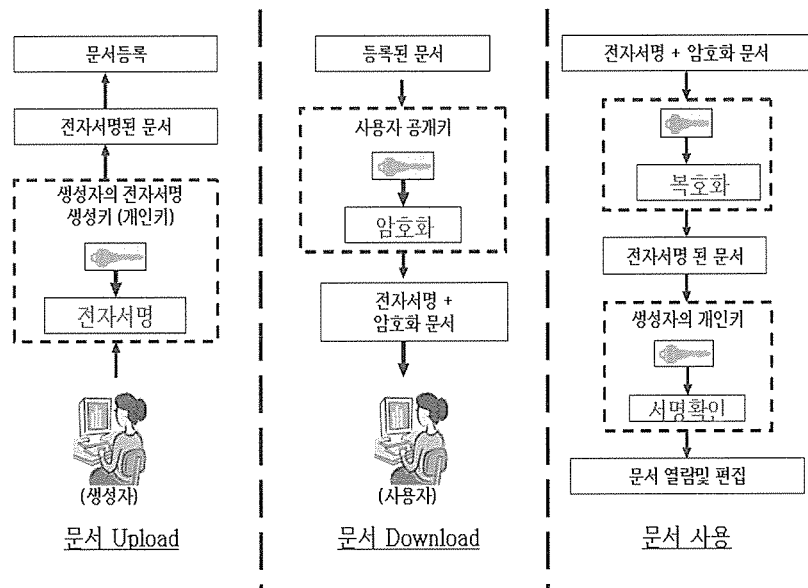 문서등록
전자서명된 문서
생성자의 전자서명
생성키 (개인키)
전자서명
(생성자)
문서 Upload
등록된 문서
사용자 공개키
암호화
전자서명 +
암호화 문서
(사용자)
문서 Download
전자서명 + 암호화 문서
복호화
전자서명 된 문서
생성자의 개인키
서명확인
문서 열람및 편집
문서 사용